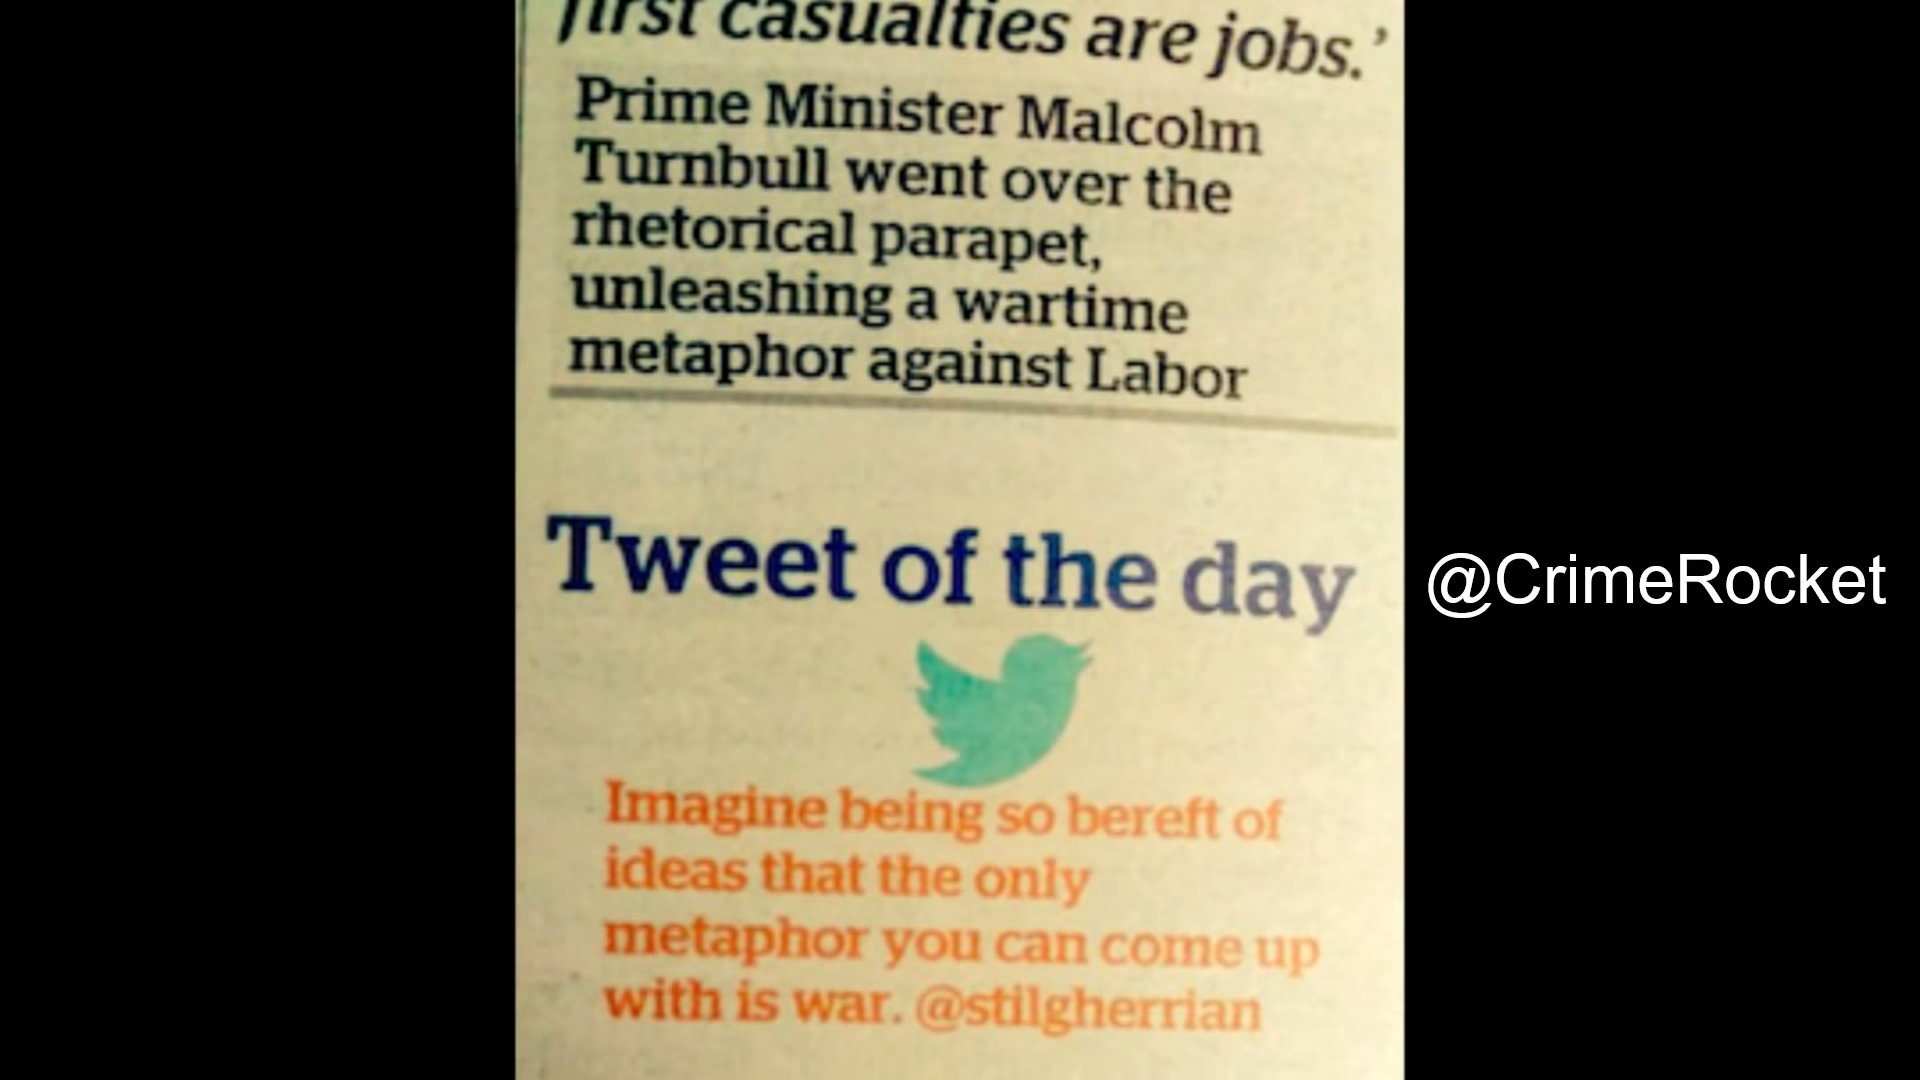 first casualties are jobs.’
Prime Minister Malcolm
Turnbull went over the
rhetorical parapet,
unleashing a wartime
metaphor against Labor
Tweet of the day
@CrimeRocket
Imagine being so bereft of
ideas that the only
metaphor you can come up
with is war. @stilgherrian